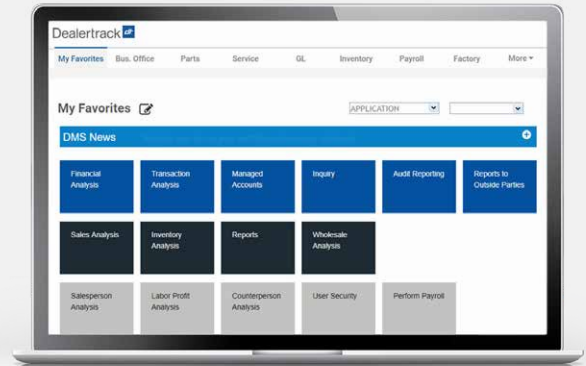 Dealertrack
My Favorites Bus. Office Parts Service GL Inventory Payroll Factory More
My Favorites
APPLICATION
DMS News
Financial Analysis
Transaction Analysis
Managed Accounts
Inquiry
Audit Reporting
Reports to Outside Parties
Sales Analysis
Inventory Analysis
Reports
Wholesale Analysis
Salesperson Analysis
Labor Profit Analysis
Counterperson Analysis
User Security
Perform Payroll